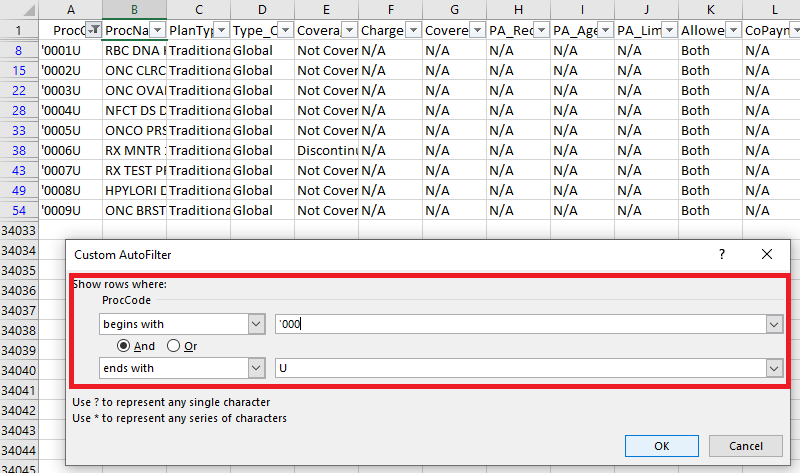 A B C D E F G H I J K L
1 ProcC ProcNa PlanTyp Type_C Covera Charge Covere PA_Rec PA_Age PA_Lim Allowe CoPayn
8 '0001U RBC DNA H Traditiona Global Not Cover N/A N/A N/A N/A N/A Both N/A
15 '0002U ONC CLRC Traditiona Global Not Cover N/A N/A N/A N/A N/A Both N/A
22 '0003U ONC OVAI Traditiona Global Not Cover N/A N/A N/A N/A N/A Both N/A
28 '0004U NFCT DS D Traditiona Global Not Cover N/A N/A N/A N/A N/A Both N/A
33 '0005U ONCO PRS Traditiona Global Not Cover N/A N/A N/A N/A N/A Both N/A
38 '0006U RX MNTR Traditiona Global Discontinu N/A N/A N/A N/A N/A Both N/A
43 '0007U RX TEST PI Traditiona Global Not Cover N/A N/A N/A N/A N/A Both N/A
49 '0008U HPYLORI D Traditiona Global Not Cover N/A N/A N/A N/A N/A Both N/A
54 '0009U ONC BRST Traditiona Global Not Cover N/A N/A N/A N/A N/A Both N/A
34033
34034
34035
34036
34037
34038
34039
34040
34041
34042
34043
34044
34045
Custom AutoFilter ?
Show rows where:
ProcCode
begins with '000
And Or
ends with U
Use ? to represent any single character
Use * to represent any series of characters
OK Cancel